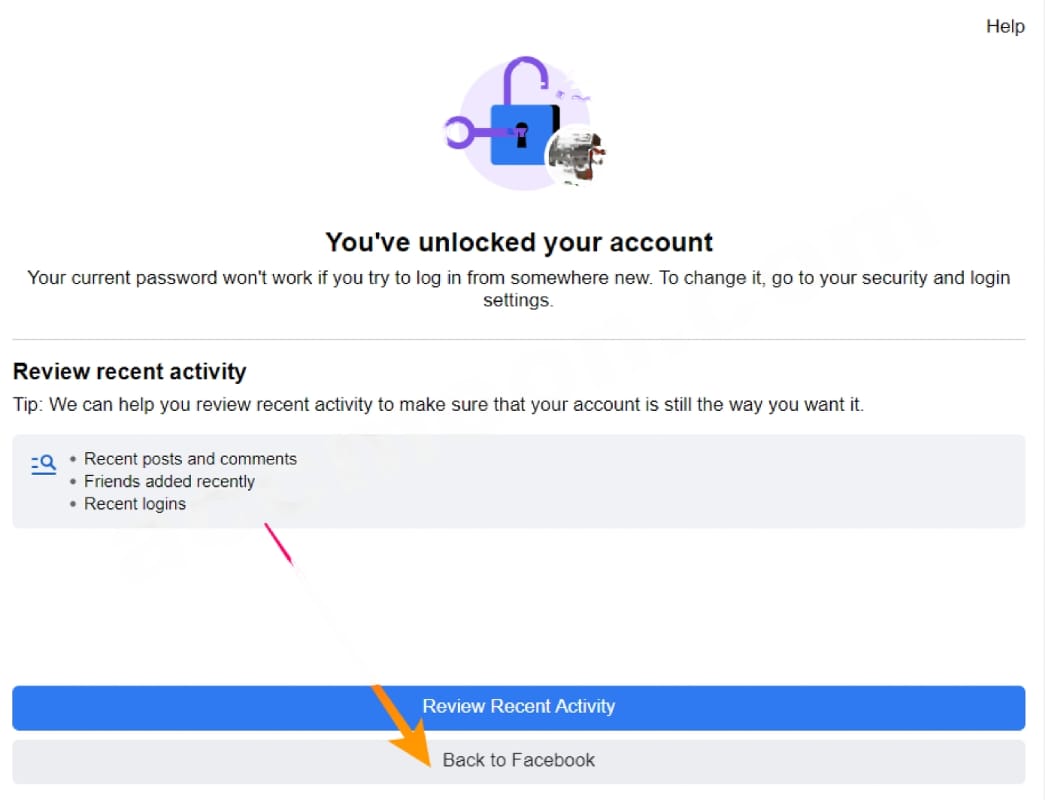 Help
You've unlocked your account
Your current password won't work if you try to log in from somewhere new. To change it, go to your security and login
settings.
Review recent activity
Tip: We can help you review recent activity to make sure that your account is still the way you want it.
• Recent posts and comments
• Friends added recently
• Recent logins
Review Recent Activity
Back to Facebook